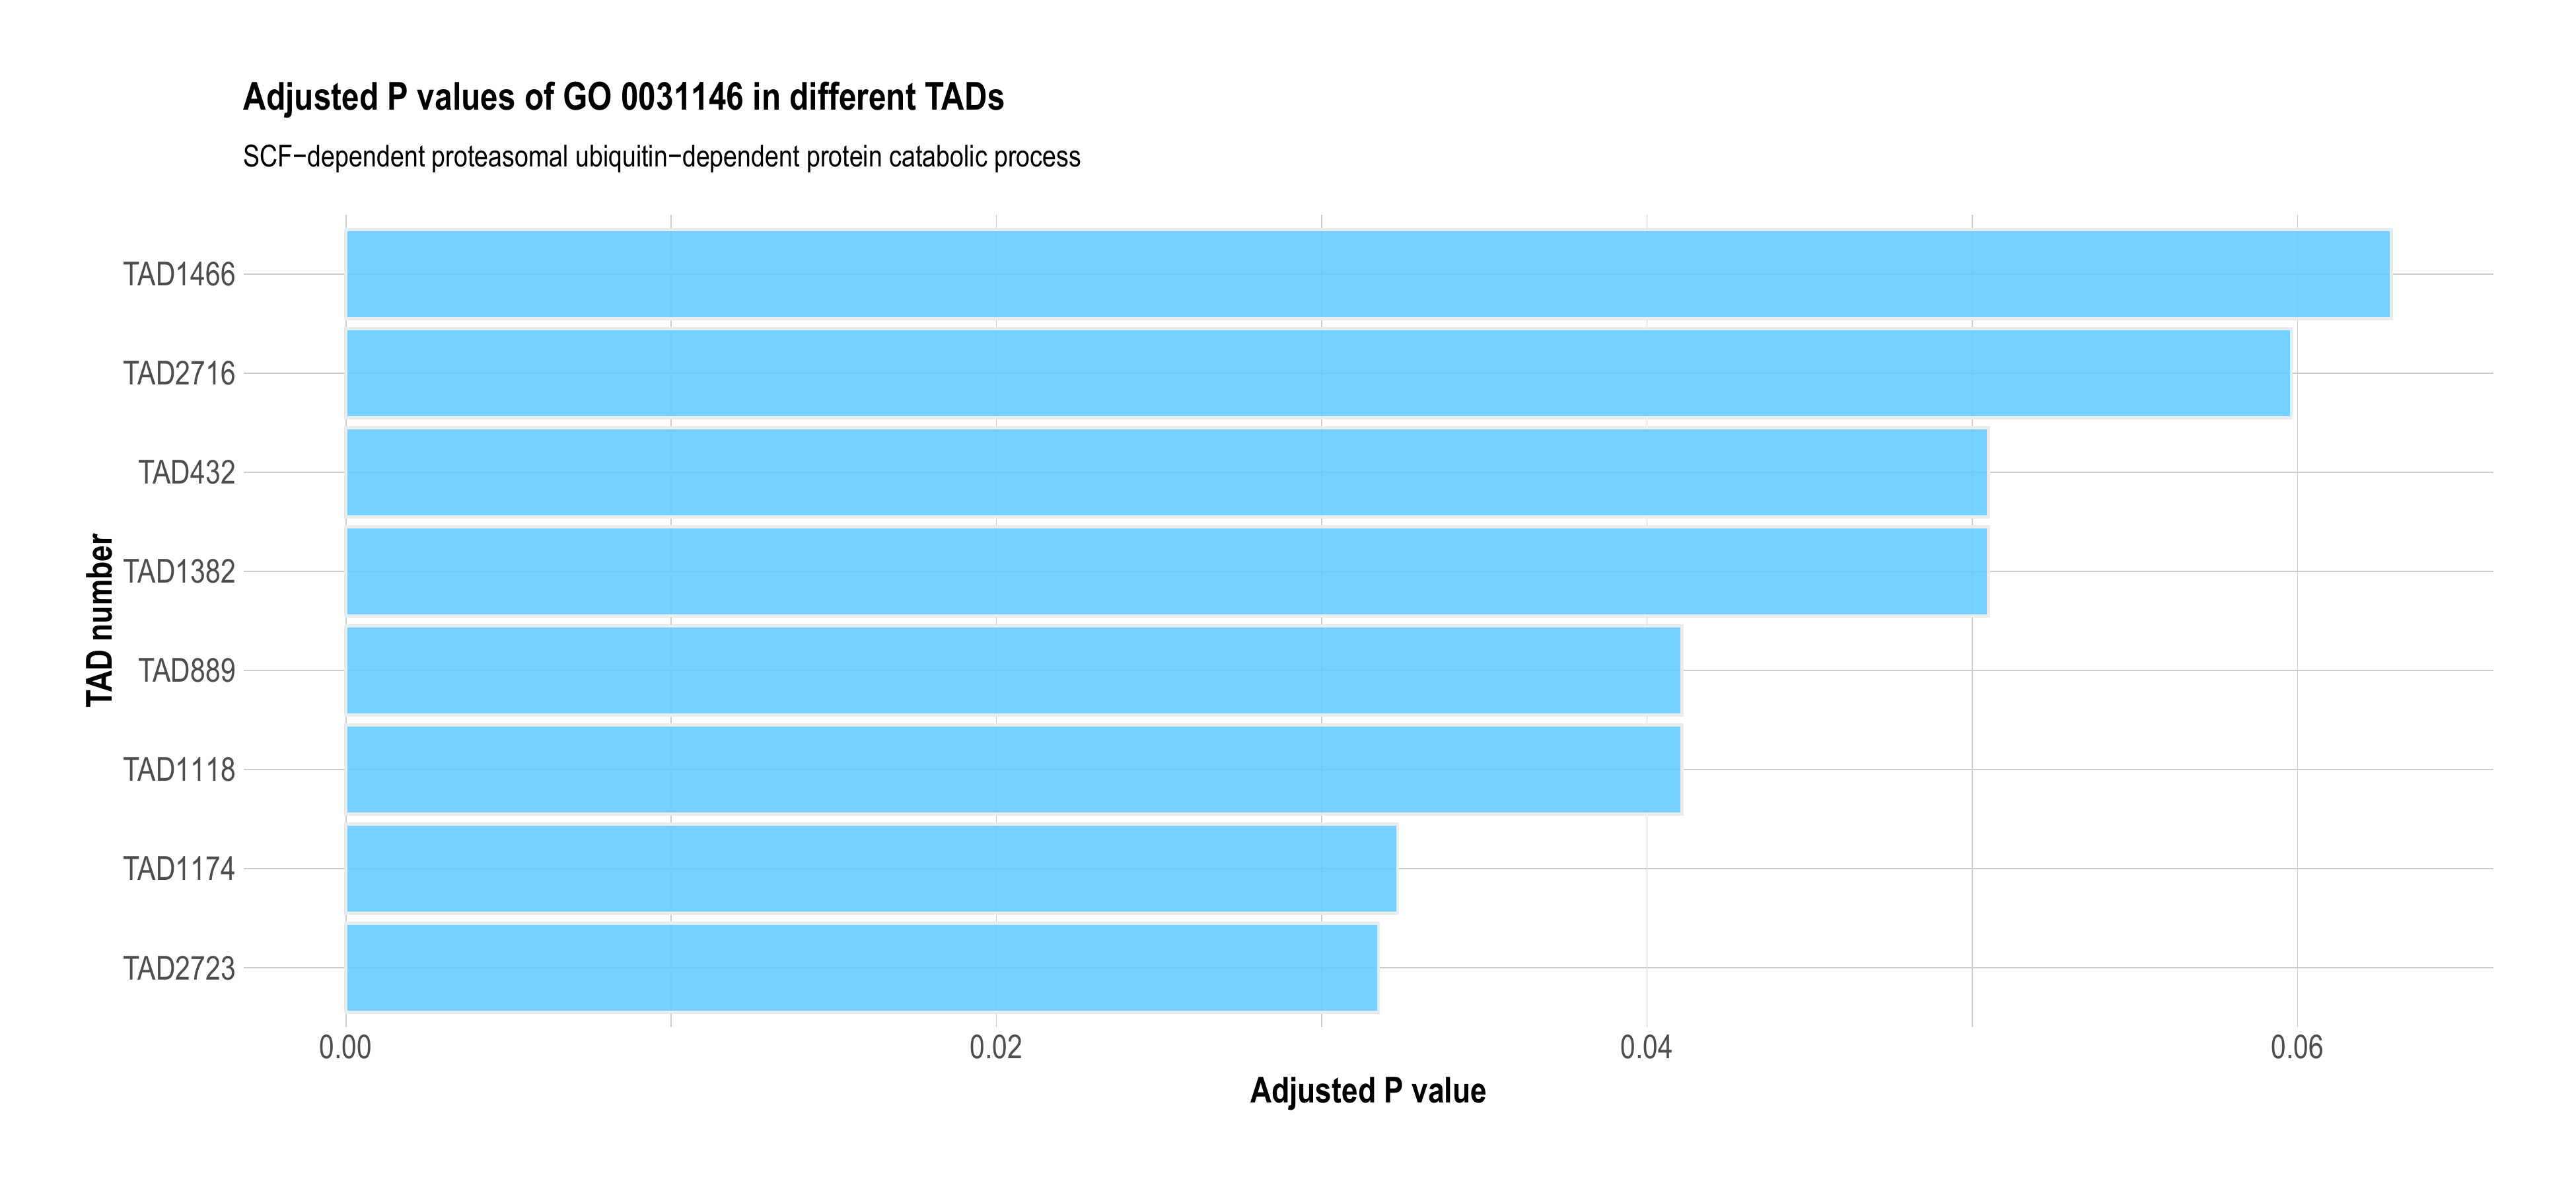 Adjusted P values of GO 0031146 in different TADs
SCF−dependent proteasomal ubiquitin−dependent protein catabolic process
TAD number
TAD1466
TAD2716
TAD432
TAD1382
TAD889
TAD1118
TAD1174
TAD2723
0.00 0.02 0.04 0.06
Adjusted P value